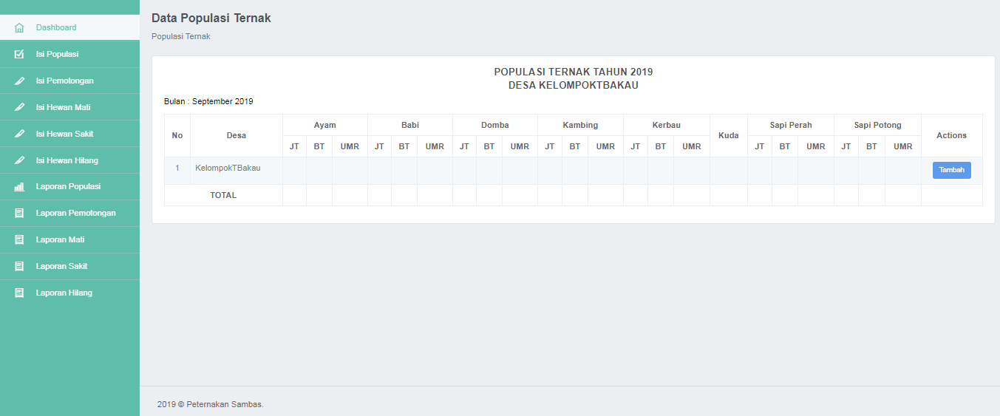 Data Populasi Ternak
Populasi Ternak
Dashboard
Isi Populasi
Isi Pemotongan
Isi Hewan Mati
Isi Hewan Sakit
Isi Hewan Hilang
Laporan Populasi
Laporan Pemotongan
Laporan Mati
Laporan Sakit
Laporan Hilang
POPULASI TERNAK TAHUN 2019
DESA KELOMPOKTBAKAU
Bulan : September 2019
No Desa Ayam Babi Domba Kambing Kerbau Kuda Sapi Perah Sapi Potong Actions
JT BT UMR JT BT UMR JT BT UMR JT BT UMR JT BT UMR JT BT UMR JT BT UMR
1 KelompokTBakau Tambah
TOTAL
2019 © Peternakan Sambas.